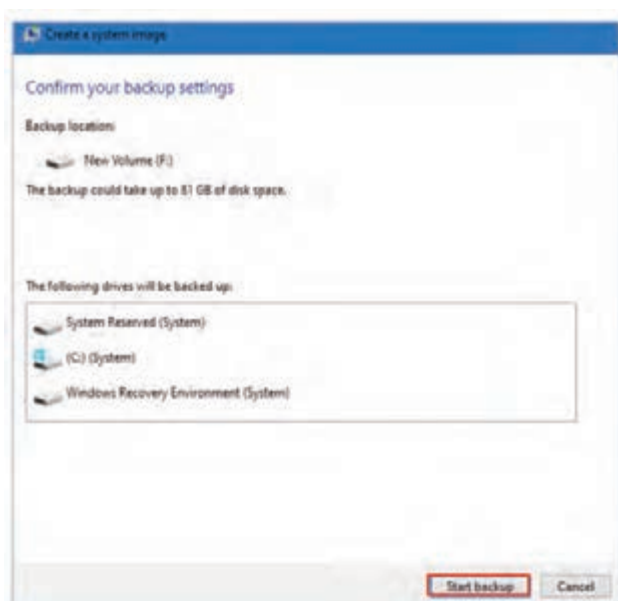 Create a system image
Confirm your backup settings
Backup location:
New Volume (F:)
The backup could take up to 81 GB of disk space.
The following drives will be backed up:
System Reserved (System)
(C:) (System)
Windows Recovery Environment (System)
Start backup
Cancel